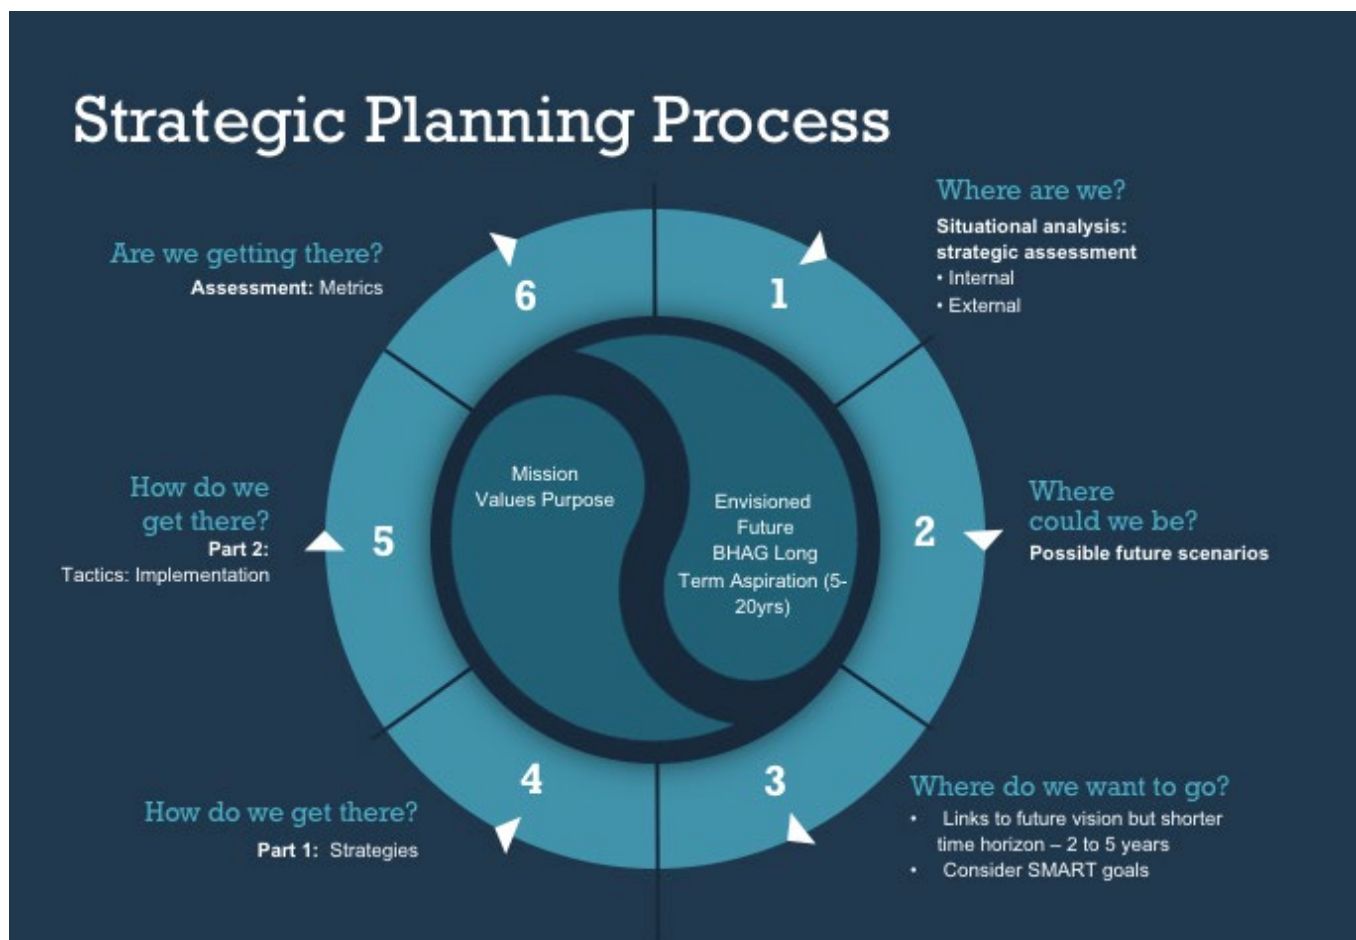 Strategic Planning Process
Where are we?
Situational analysis:
strategic assessment
• Internal
• External
1
Where
could we be?
Possible future scenarios
2
Where do we want to go?
• Links to future vision but shorter
time horizon – 2 to 5 years
• Consider SMART goals
3
How do we get there?
Part 1: Strategies
4
How do we
get there?
Part 2:
Tactics: Implementation
5
Are we getting there?
Assessment: Metrics
6
Mission
Values Purpose
Envisioned
Future
BHAG Long
Term Aspiration (5-
20yrs)